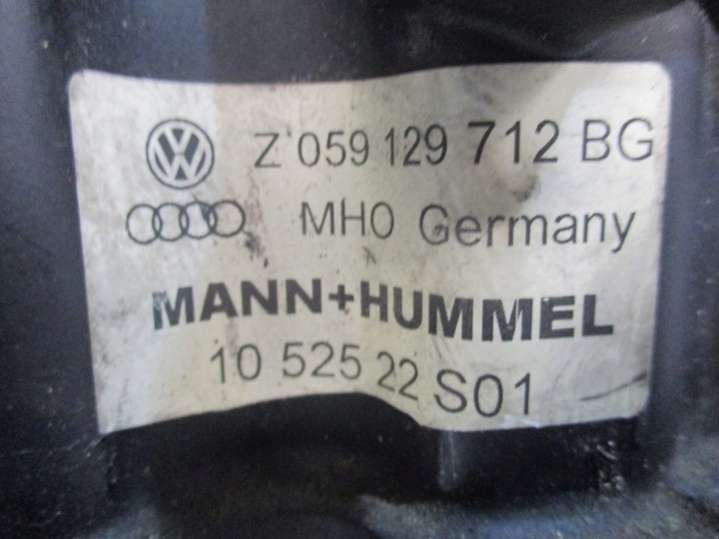 Z 059 129 712 BG
MH0 Germany
MANN+HUMMEL
10 525 22 S01